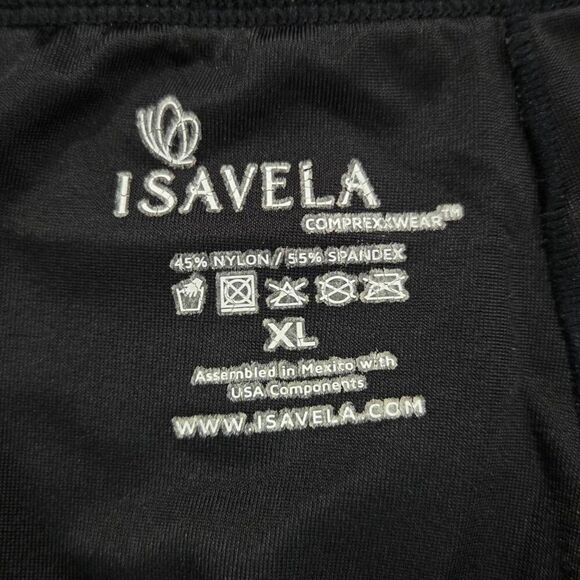 ISAVELA
COMPREXXWEAR™
45% NYLON / 55% SPANDEX
XL
Assembled in Mexico with
USA Components
WWW.ISAVELA.COM